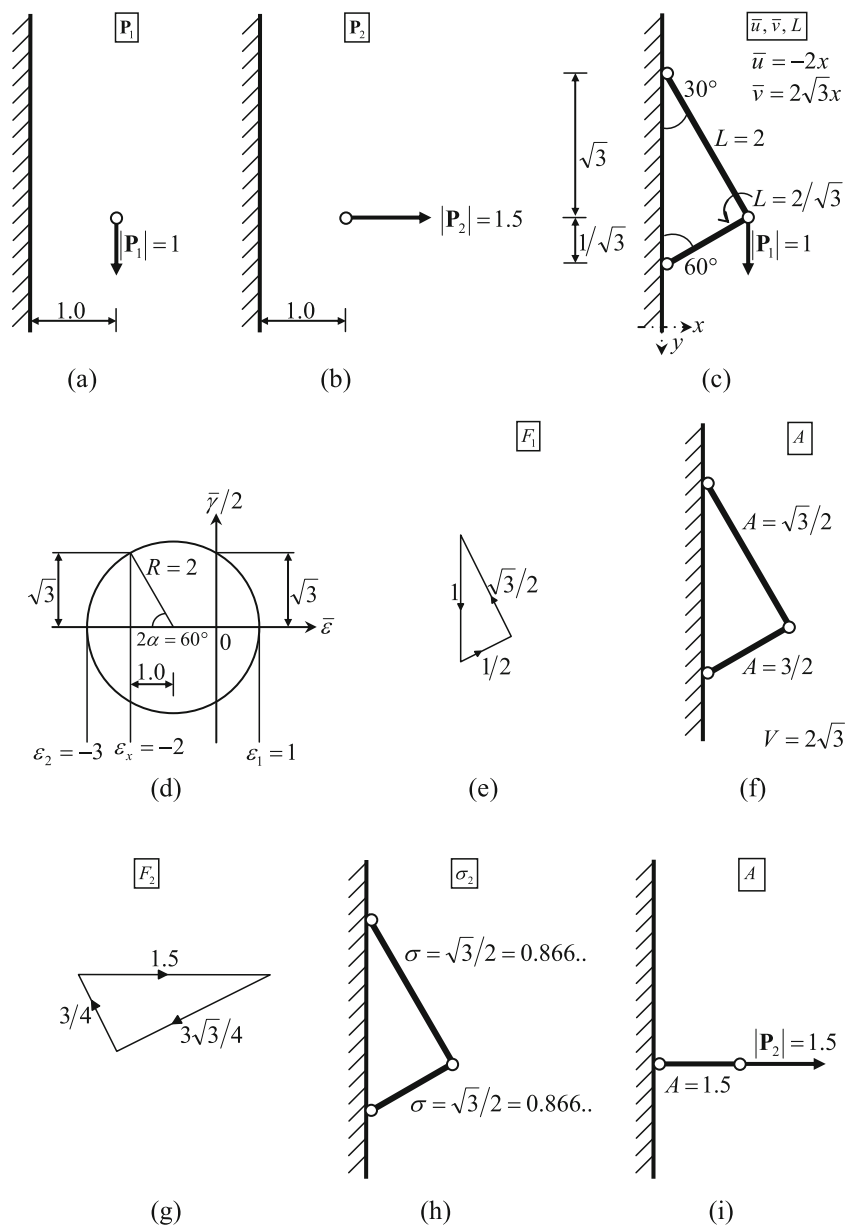 P₁
|P₁| = 1
1.0
(a)
P₂
|P₂| = 1.5
1.0
(b)
u̅, v̅, L
u̅ = −2x
v̅ = 2√3x
30°
L = 2
√3
L = 2/√3
1/√3
|P₁| = 1
60°
x
y
(c)
γ̅/2
√3
R = 2
√3
ε̅
2α = 60°
0
1.0
ε₂ = −3
εₓ = −2
ε₁ = 1
(d)
F₁
1
√3/2
1/2
(e)
A
A = √3/2
A = 3/2
V = 2√3
(f)
F₂
1.5
3/4
3√3/4
(g)
σ₂
σ = √3/2 = 0.866..
σ = √3/2 = 0.866..
(h)
A
|P₂| = 1.5
A = 1.5
(i)